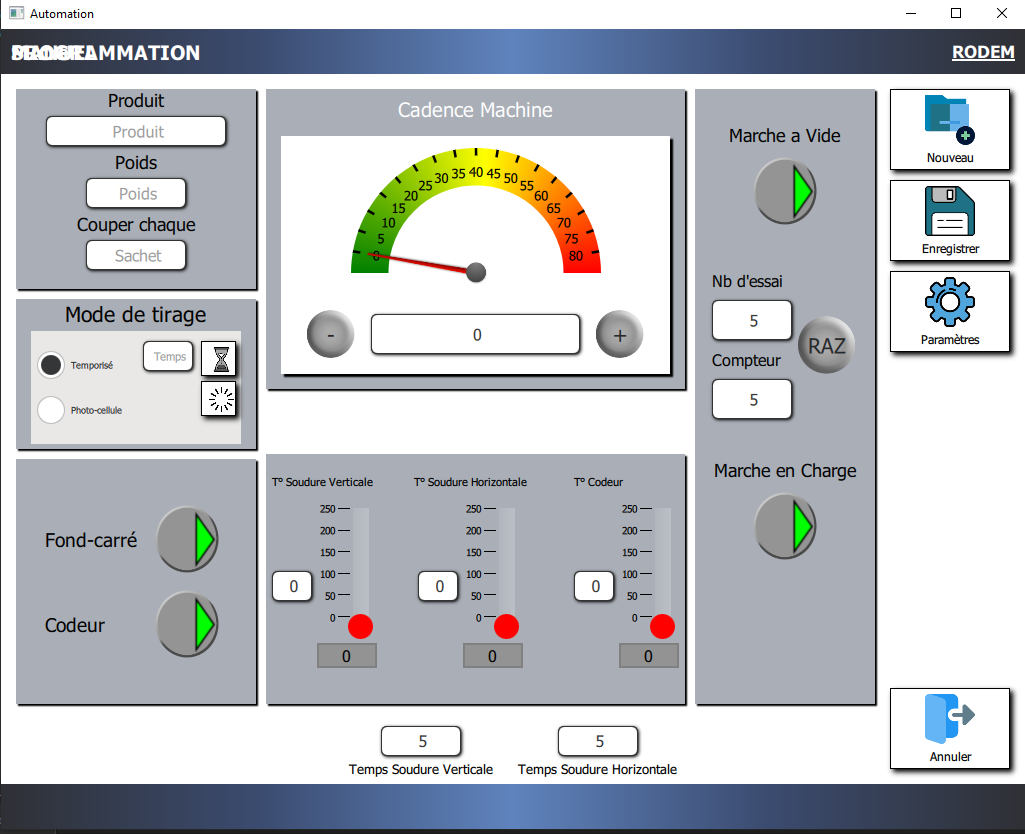 Automation
PROGRAMMATION
RODEM
Produit
Produit
Poids
Poids
Couper chaque
Sachet
Mode de tirage
Temporisé
Temps
Photo-cellule
Fond-carré
Codeur
Cadence Machine
0 5 10 15 20 25 30 35 40 45 50 55 60 65 70 75 80
- 0 +
T° Soudure Verticale T° Soudure Horizontale T° Codeur
250 250 250
200 200 200
150 150 150
100 100 100
0 0 0
50 50 50
0 0 0
0 0 0
5 5
Temps Soudure Verticale Temps Soudure Horizontale
Marche a Vide
Nb d'essai
5
RAZ
Compteur
5
Marche en Charge
Nouveau
Enregistrer
Paramètres
Annuler